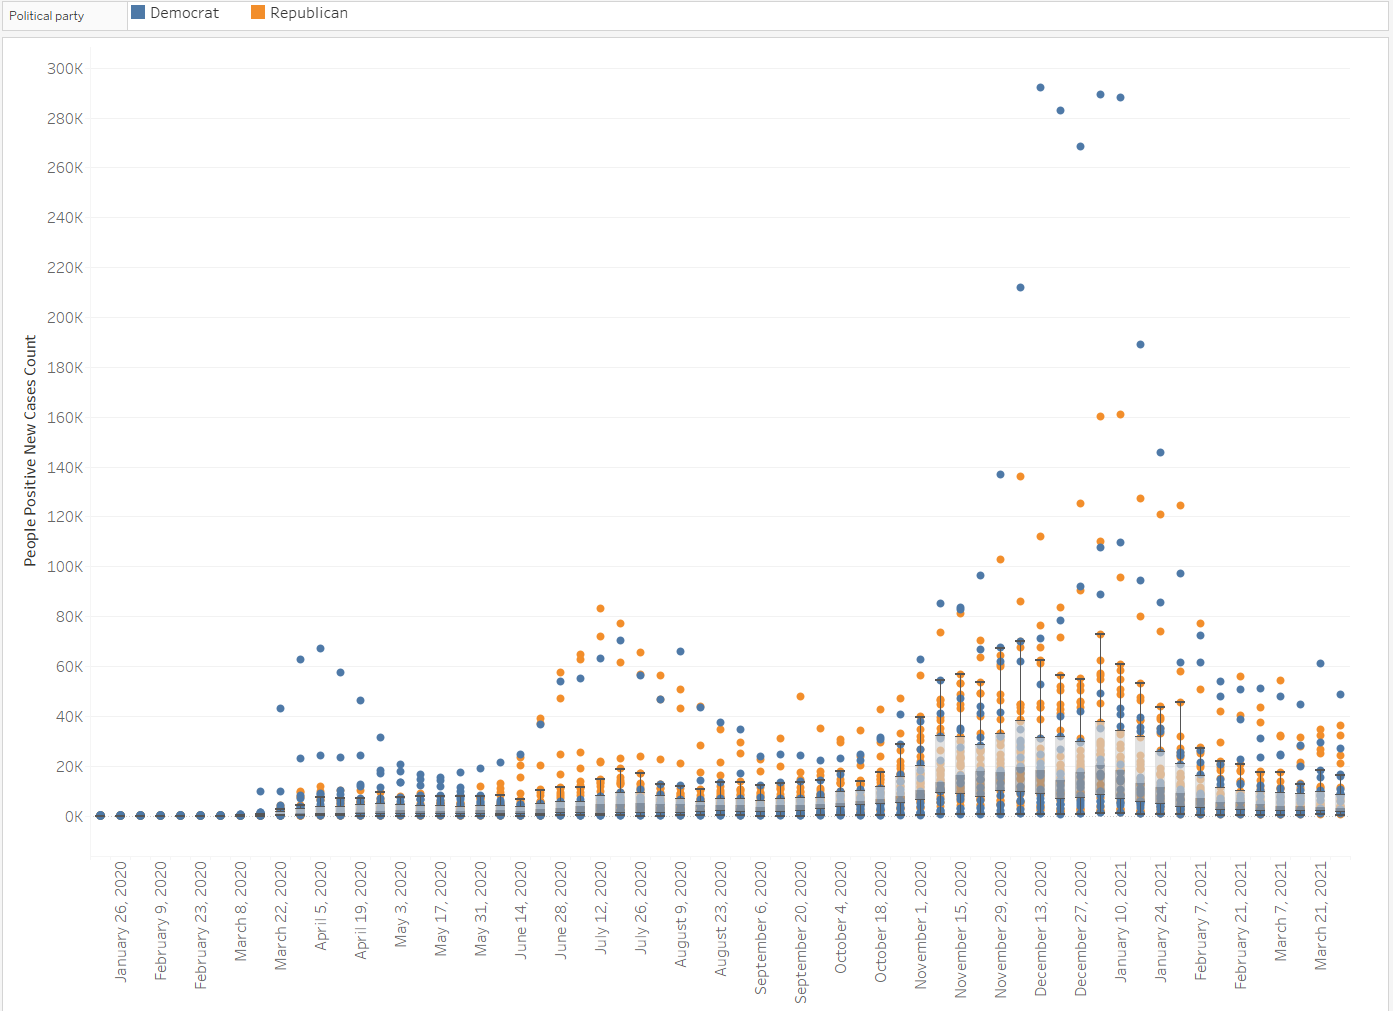 Political party
Democrat
Republican
300K
280K
260K
240K
220K
200K
180K
160K
140K
120K
100K
80K
60K
40K
20K
0K
People Positive New Cases Count
January 26, 2020
February 9, 2020
February 23, 2020
March 8, 2020
March 22, 2020
April 5, 2020
April 19, 2020
May 3, 2020
May 17, 2020
May 31, 2020
June 14, 2020
June 28, 2020
July 12, 2020
July 26, 2020
August 9, 2020
August 23, 2020
September 6, 2020
September 20, 2020
October 4, 2020
October 18, 2020
November 1, 2020
November 15, 2020
November 29, 2020
December 13, 2020
December 27, 2020
January 10, 2021
January 24, 2021
February 7, 2021
February 21, 2021
March 7, 2021
March 21, 2021